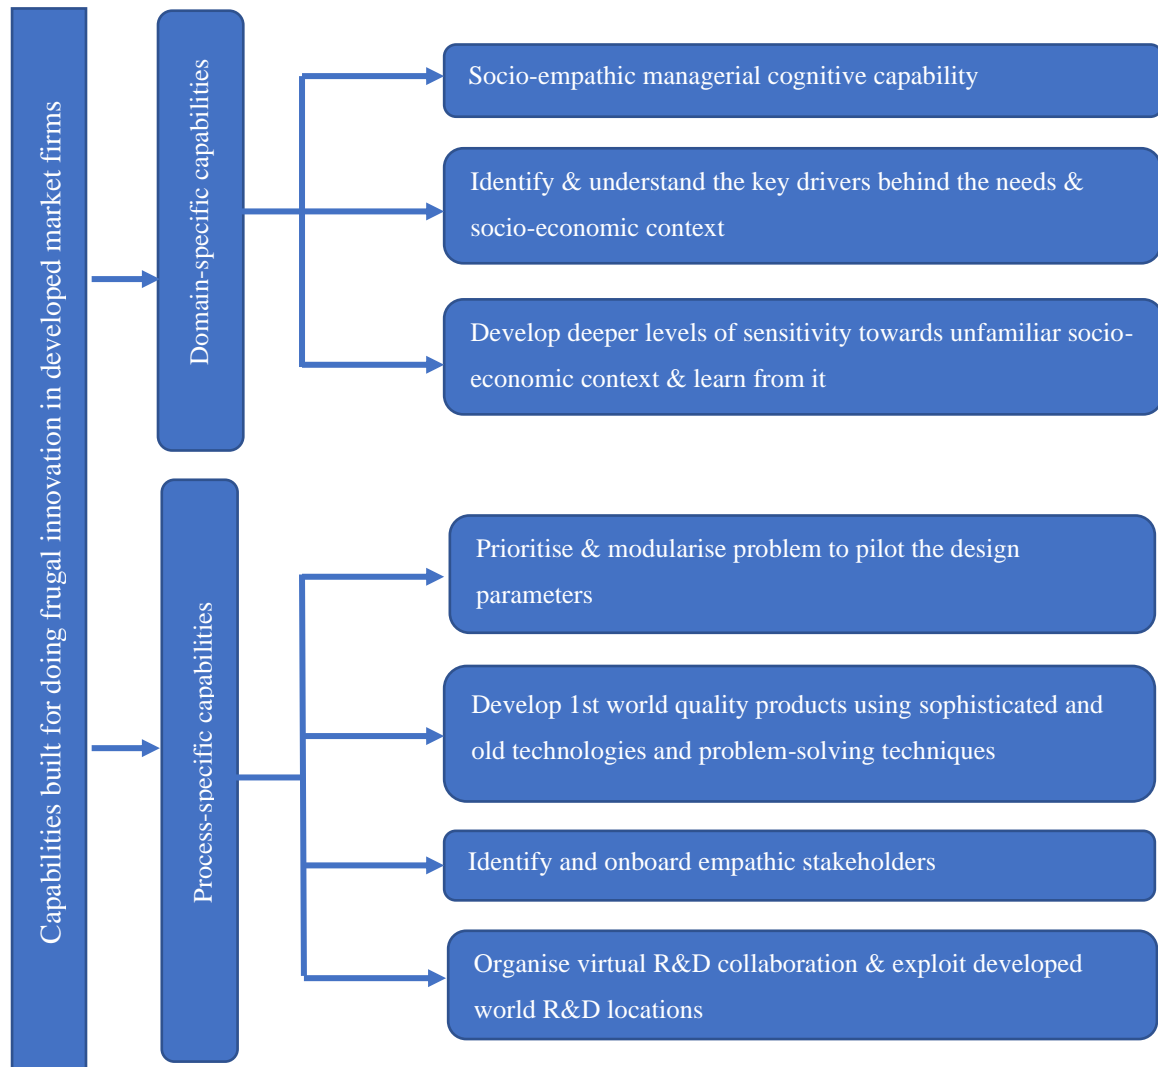 Capabilities built for doing frugal innovation in developed market firms
Domain-specific capabilities
Socio-empathic managerial cognitive capability
Identify & understand the key drivers behind the needs &
socio-economic context
Develop deeper levels of sensitivity towards unfamiliar socio-
economic context & learn from it
Process-specific capabilities
Prioritise & modularise problem to pilot the design
parameters
Develop 1st world quality products using sophisticated and
old technologies and problem-solving techniques
Identify and onboard empathic stakeholders
Organise virtual R&D collaboration & exploit developed
world R&D locations